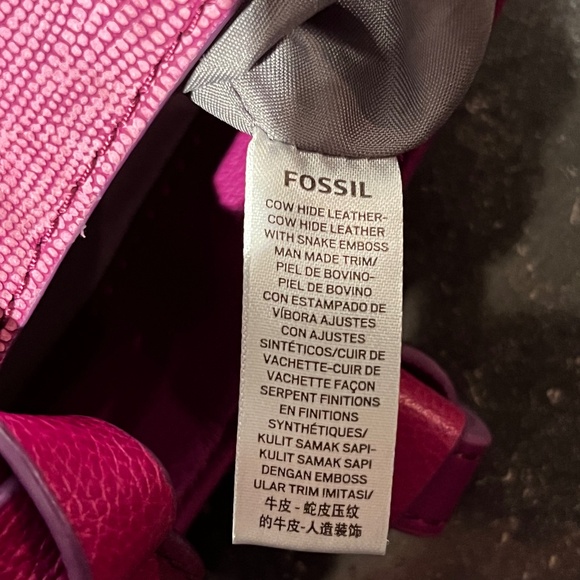 FOSSIL
COW HIDE LEATHER-
COW HIDE LEATHER
WITH SNAKE EMBOSS
MAN MADE TRIM/
PIEL DE BOVINO-
PIEL DE BOVINO
CON ESTAMPADO DE
VÍBORA AJUSTES
CON AJUSTES
SINTÉTICOS/CUIR DE
VACHETTE-CUIR DE
VACHETTE FAÇON
SERPENT FINITIONS
EN FINITIONS
SYNTHÉTIQUES/
KULIT SAMAK SAPI-
KULIT SAMAK SAPI
DENGAN EMBOSS
ULAR TRIM IMITASI/
牛皮 - 蛇皮压纹
的牛皮-人造装饰